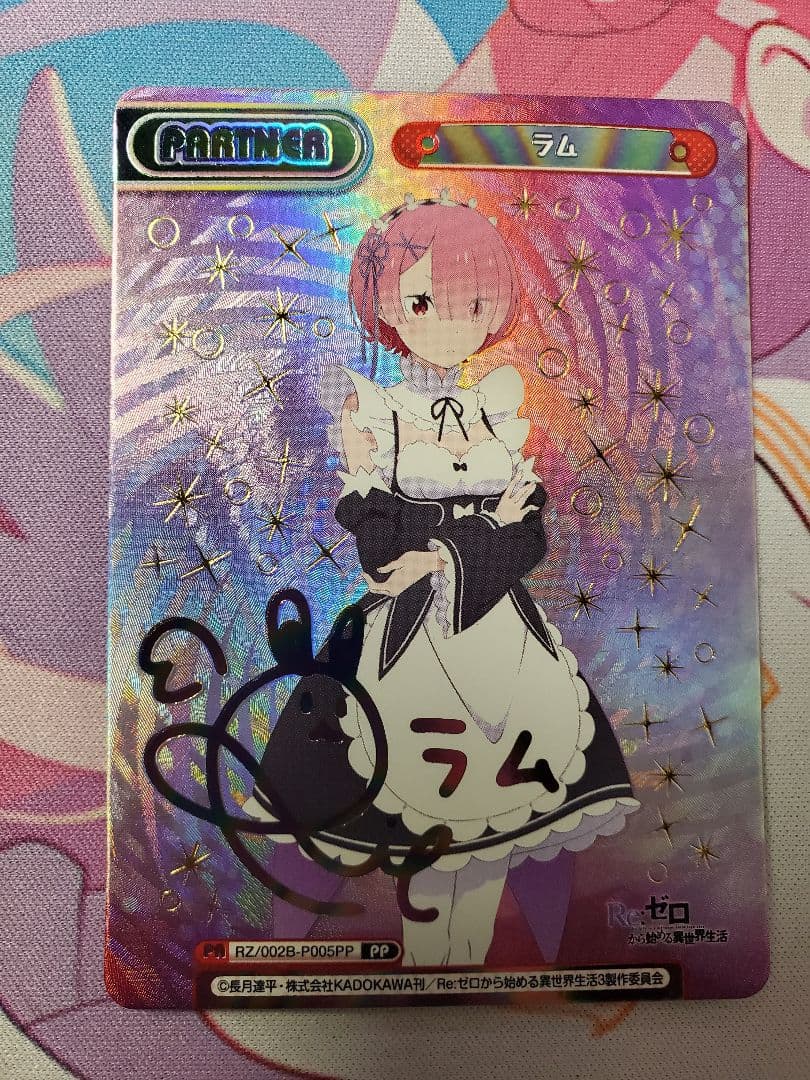 PARTNER
ラム
ラム
Re:ゼロ
から始める異世界生活
PA RZ/002B-P005PP PP
©長月達平・株式会社KADOKAWA刊／Re:ゼロから始める異世界生活3製作委員会